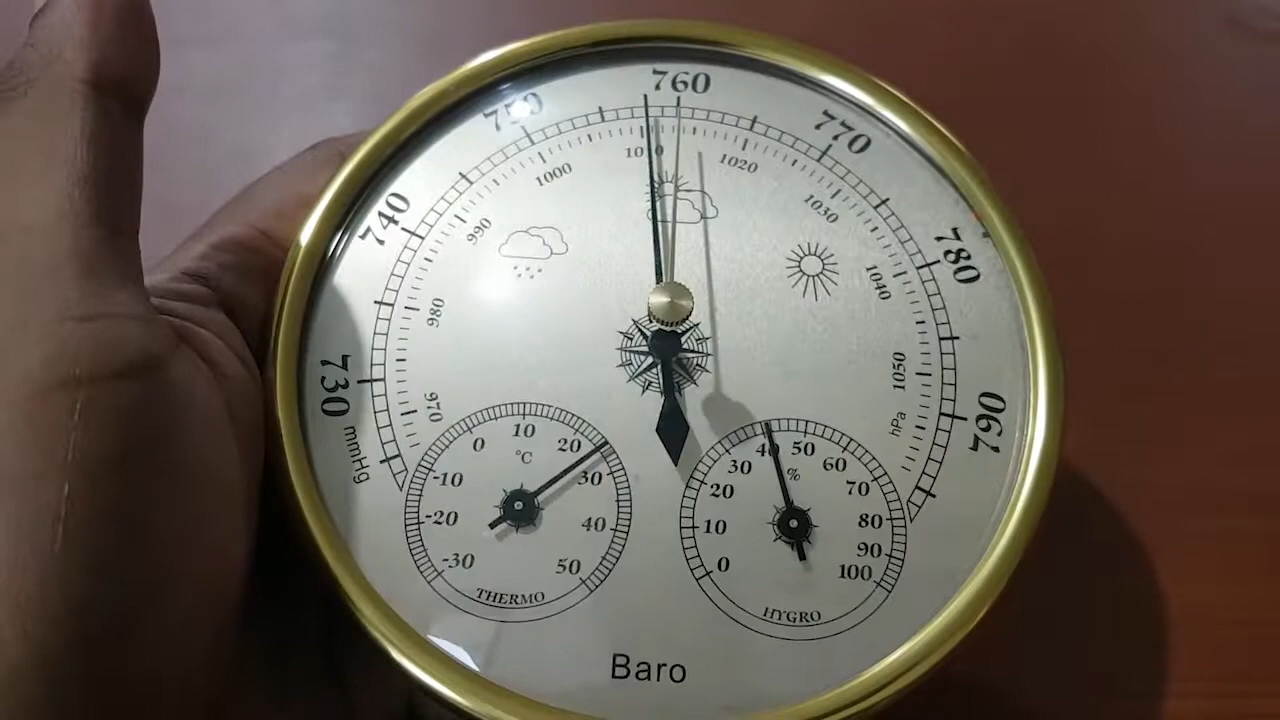 730 740 750 760 770 780 790
mmHg
970 980 990 1000 1010 1020 1030 1040 1050
hPa
-30 -20 -10 0 10 20 30 40 50
°C
THERMO
0 10 20 30 40 50 60 70 80 90 100
%
HYGRO
Baro